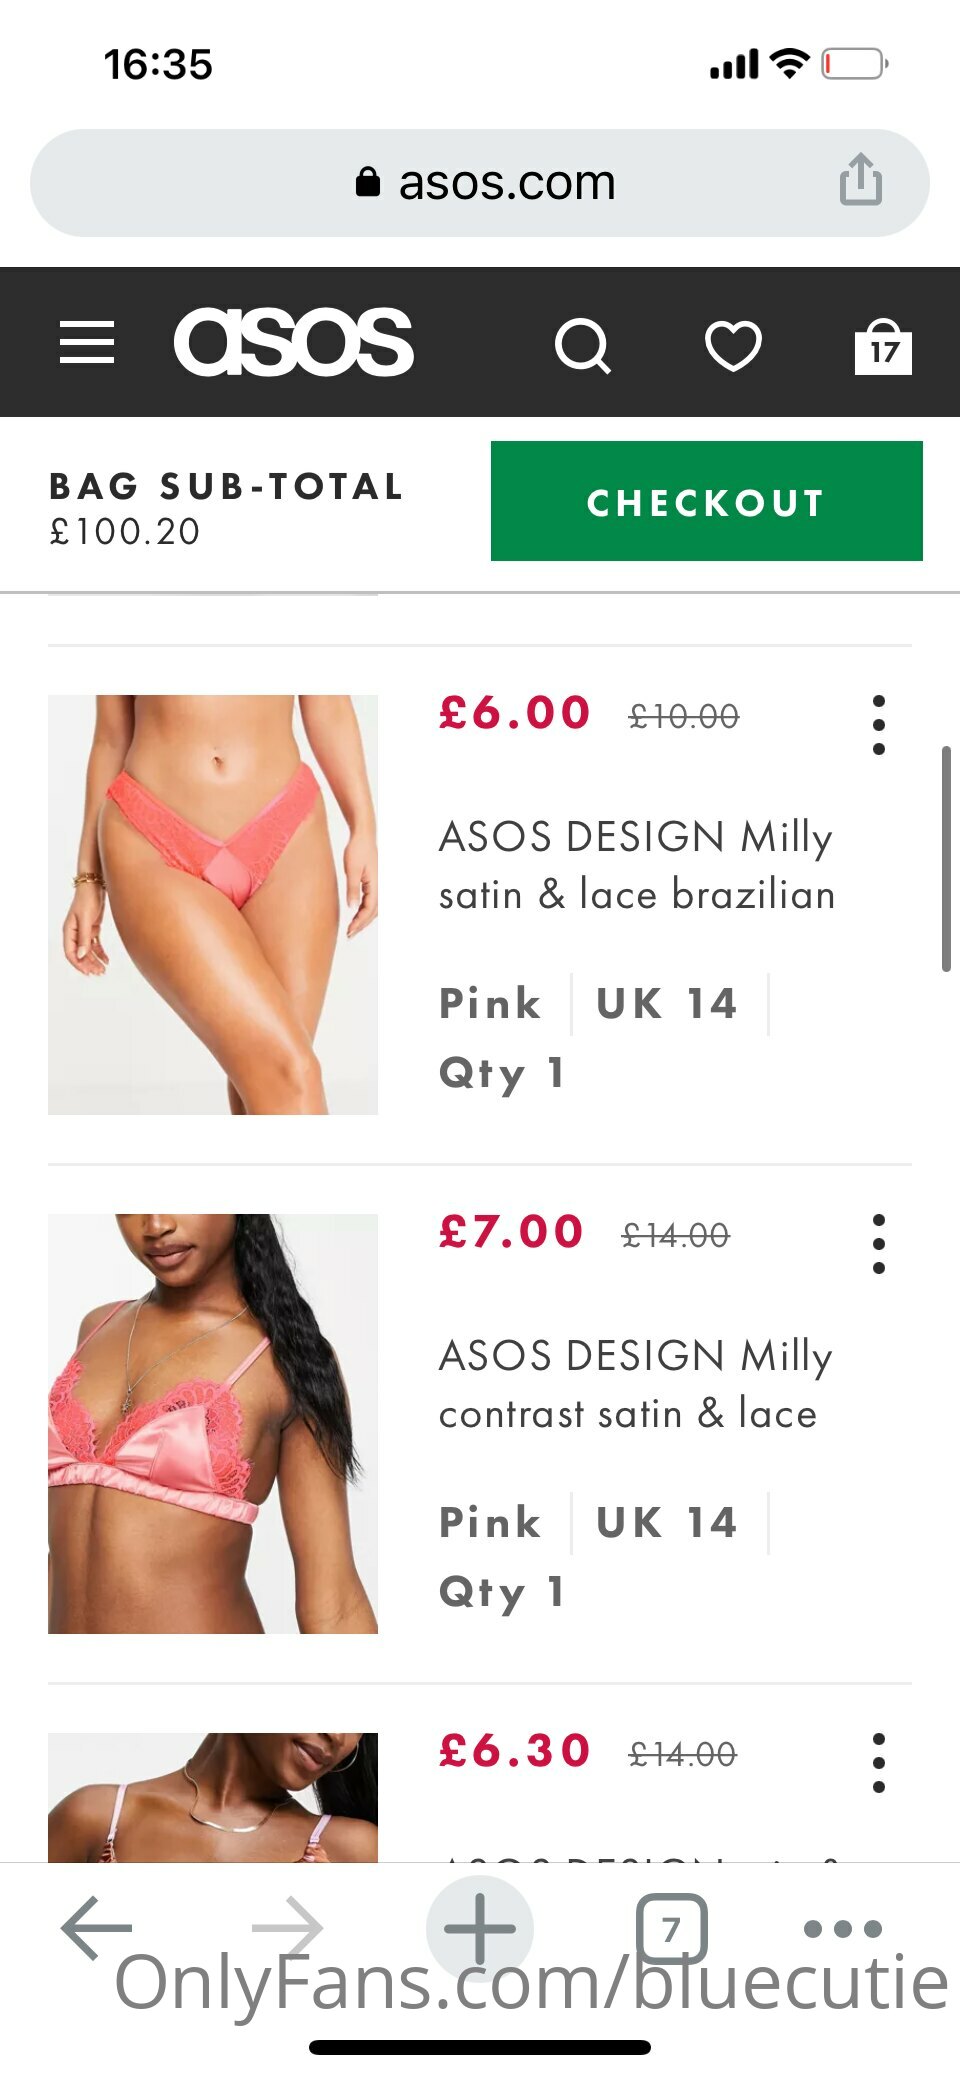 16:35
asos.com
asos
17
BAG SUB-TOTAL
£100.20
CHECKOUT
£6.00 £10.00
ASOS DESIGN Milly
satin & lace brazilian
Pink UK 14
Qty 1
£7.00 £14.00
ASOS DESIGN Milly
contrast satin & lace
Pink UK 14
Qty 1
£6.30 £14.00
ASOS DESIGN
7
OnlyFans.com/bluecutie